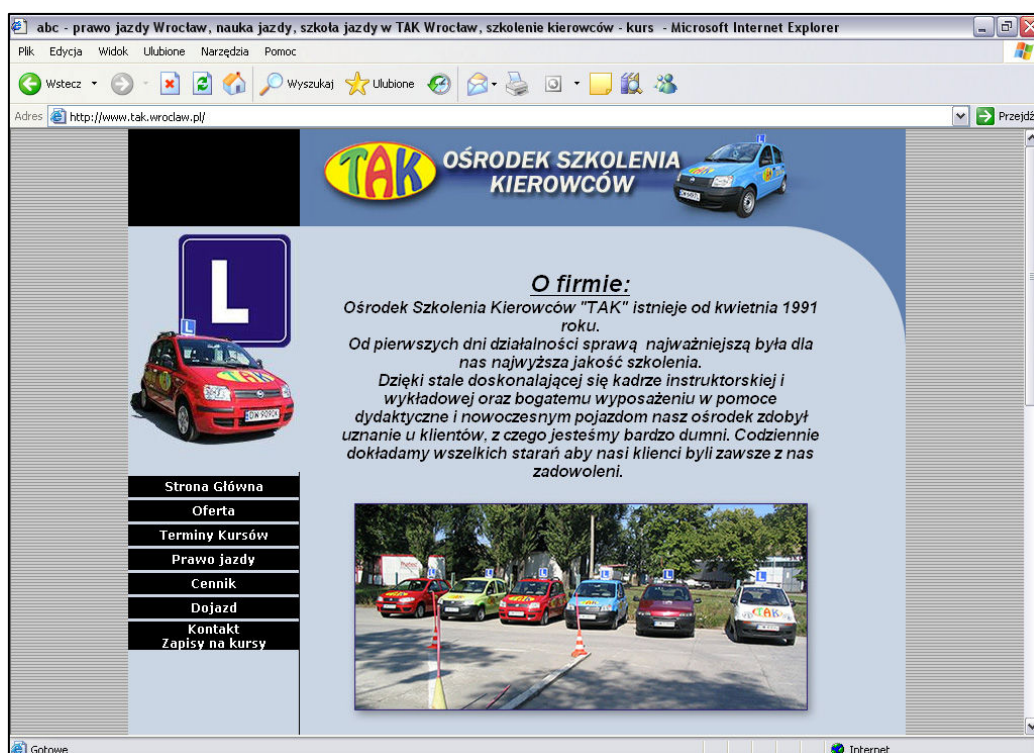 abc - prawo jazdy Wrocław, nauka jazdy, szkoła jazdy w TAK Wrocław, szkolenie kierowców - kurs - Microsoft Internet Explorer
Plik Edycja Widok Ulubione Narzędzia Pomoc
Wstecz Wyszukaj Ulubione
Adres http://www.tak.wroclaw.pl/ Przejdź
TAK OŚRODEK SZKOLENIA
KIEROWCÓW
L
TAK
DW 9090K
O firmie:
Ośrodek Szkolenia Kierowców "TAK" istnieje od kwietnia 1991
roku.
Od pierwszych dni działalności sprawą najważniejszą była dla
nas najwyższa jakość szkolenia.
Dzięki stale doskonalającej się kadrze instruktorskiej i
wykładowej oraz bogatemu wyposażeniu w pomoce
dydaktyczne i nowoczesnym pojazdom nasz ośrodek zdobył
uznanie u klientów, z czego jesteśmy bardzo dumni. Codziennie
dokładamy wszelkich starań aby nasi klienci byli zawsze z nas
zadowoleni.
Strona Główna
Oferta
Terminy Kursów
Prawo jazdy
Cennik
Dojazd
Kontakt
Zapisy na kursy
L L L L L L
TAK
Gotowe Internet